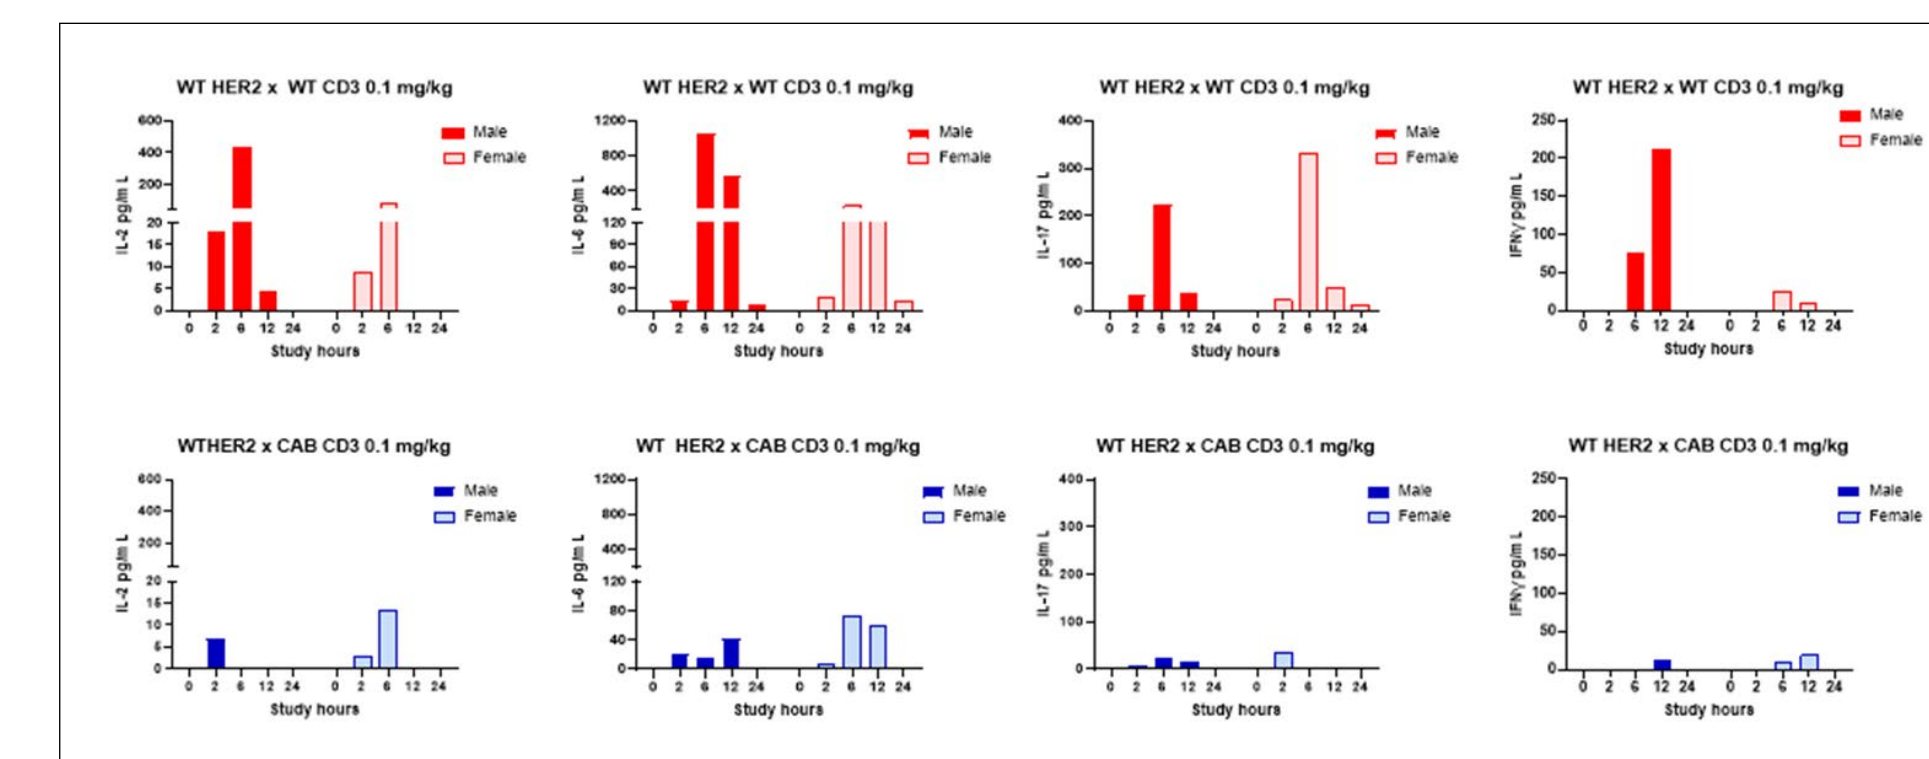 WT HER2 x WT CD3 0.1 mg/kg
600
400
200
20
15
10
5
0
IL-2 pg/m L
Male
Female
0 2 6 12 24 0 2 6 12 24
Study hours
WT HER2 x WT CD3 0.1 mg/kg
1200
800
400
120
90
60
30
0
IL-6 pg/m L
Male
Female
0 2 6 12 24 0 2 6 12 24
Study hours
WT HER2 x WT CD3 0.1 mg/kg
400
300
200
100
0
IL-17 pg/m L
Male
Female
0 2 6 12 24 0 2 6 12 24
Study hours
WT HER2 x WT CD3 0.1 mg/kg
250
200
150
100
50
0
IFNγ pg/m L
Male
Female
0 2 6 12 24 0 2 6 12 24
Study hours
WTHER2 x CAB CD3 0.1 mg/kg
600
400
200
20
15
10
5
0
IL-2 pg/m L
Male
Female
0 2 6 12 24 0 2 6 12 24
Study hours
WT HER2 x CAB CD3 0.1 mg/kg
1200
800
400
120
80
40
0
IL-6 pg/m L
Male
Female
0 2 6 12 24 0 2 6 12 24
Study hours
WT HER2 x CAB CD3 0.1 mg/kg
400
300
200
100
0
IL-17 pg/m L
Male
Female
0 2 6 12 24 0 2 6 12 24
Study hours
WT HER2 x CAB CD3 0.1 mg/kg
250
200
150
100
50
0
IFNγ pg/m L
Male
Female
0 2 6 12 24 0 2 6 12 24
Study hours